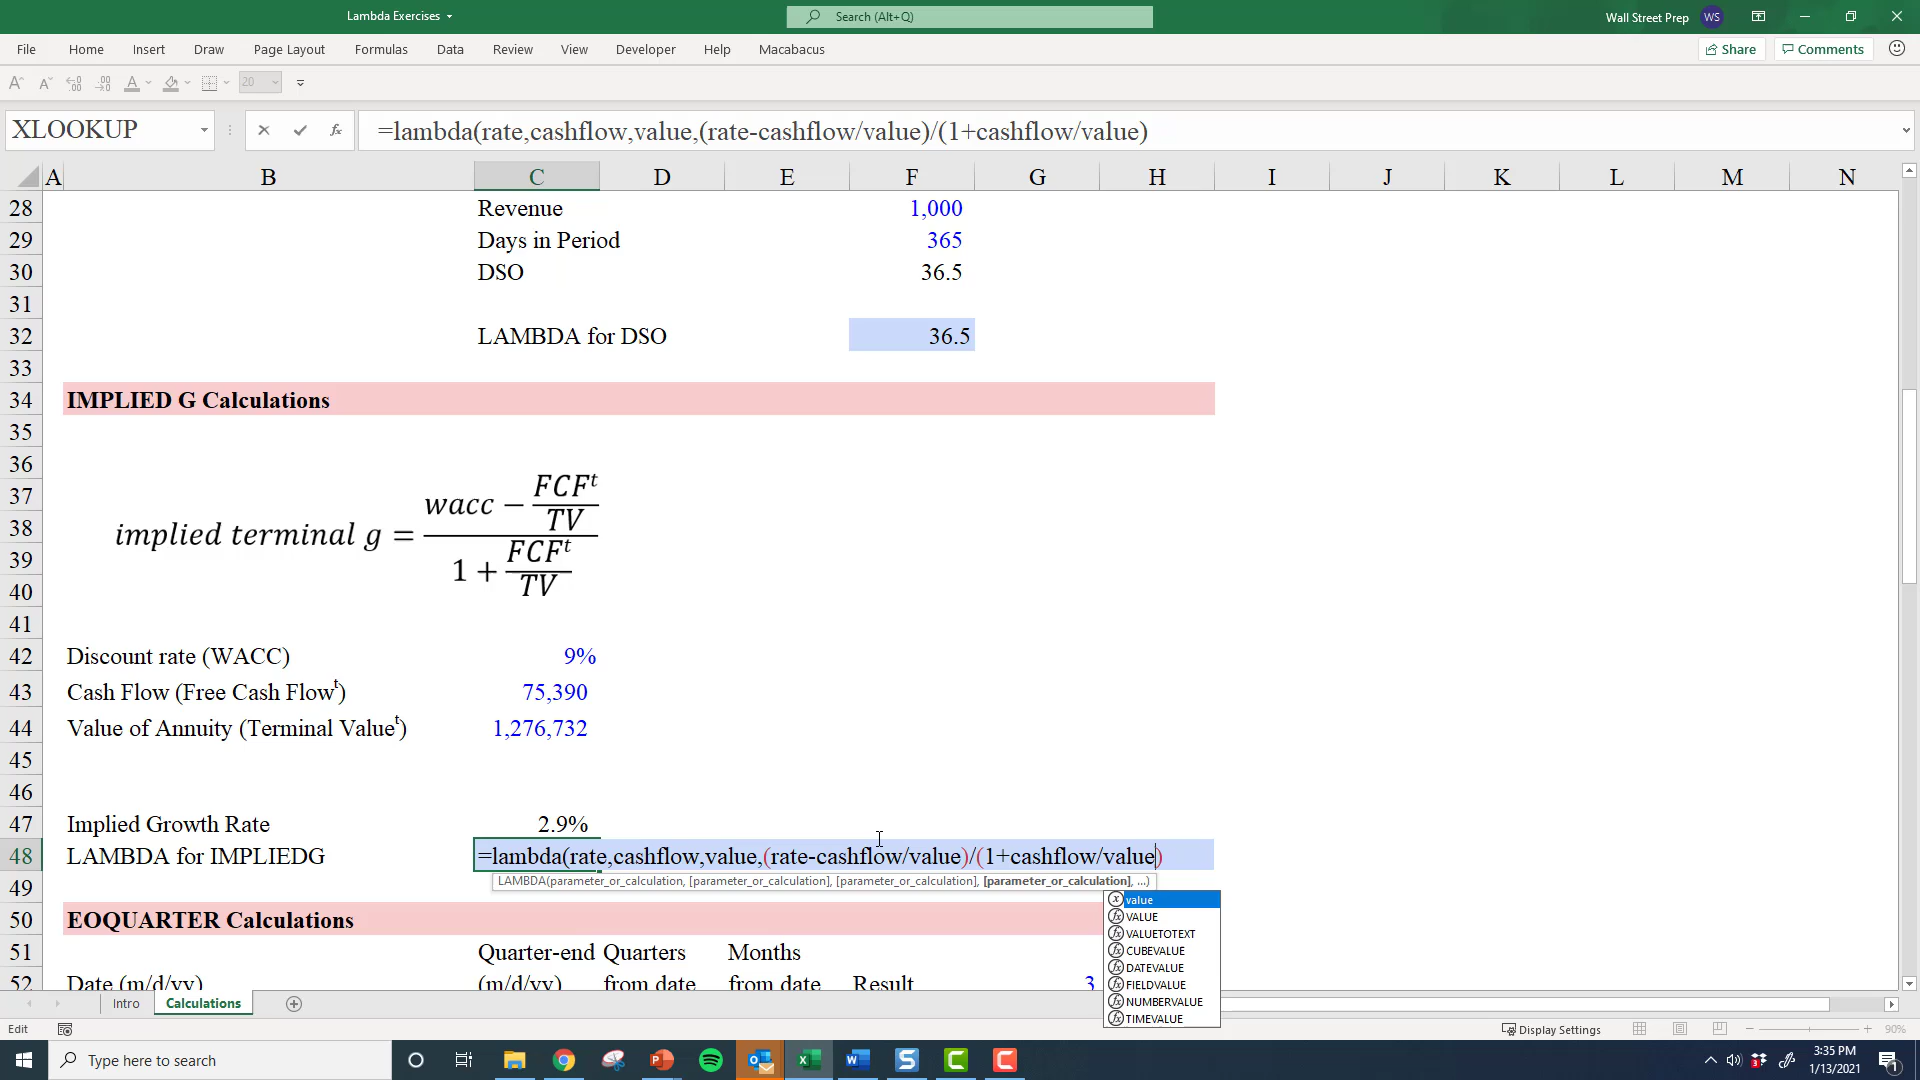 Lambda Exercises
Search (Alt+Q)
Wall Street Prep WS
File Home Insert Draw Page Layout Formulas Data Review View Developer Help Macabacus Share Comments
20
XLOOKUP fx =lambda(rate,cashflow,value,(rate-cashflow/value)/(1+cashflow/value)
A B C D E F G H I J K L M N
28 Revenue 1,000
29 Days in Period 365
30 DSO 36.5
31
32 LAMBDA for DSO 36.5
33
34 IMPLIED G Calculations
35
36
37
38
39
40
implied terminal g = (wacc − FCF^t/TV) / (1 + FCF^t/TV)
41
42 Discount rate (WACC) 9%
43 Cash Flow (Free Cash Flow^t) 75,390
44 Value of Annuity (Terminal Value^t) 1,276,732
45
46
47 Implied Growth Rate 2.9%
48 LAMBDA for IMPLIEDG =lambda(rate,cashflow,value,(rate-cashflow/value)/(1+cashflow/value)
49 LAMBDA(parameter_or_calculation, [parameter_or_calculation], [parameter_or_calculation], [parameter_or_calculation], ...)
value
VALUE
VALUETOTEXT
CUBEVALUE
DATEVALUE
FIELDVALUE
NUMBERVALUE
TIMEVALUE
50 EOQUARTER Calculations
51 Quarter-end Quarters Months
52 Date (m/d/yy) (m/d/yy) from date from date Result 3
Intro Calculations
Edit Display Settings 90%
Type here to search
3:35 PM
1/13/2021
1